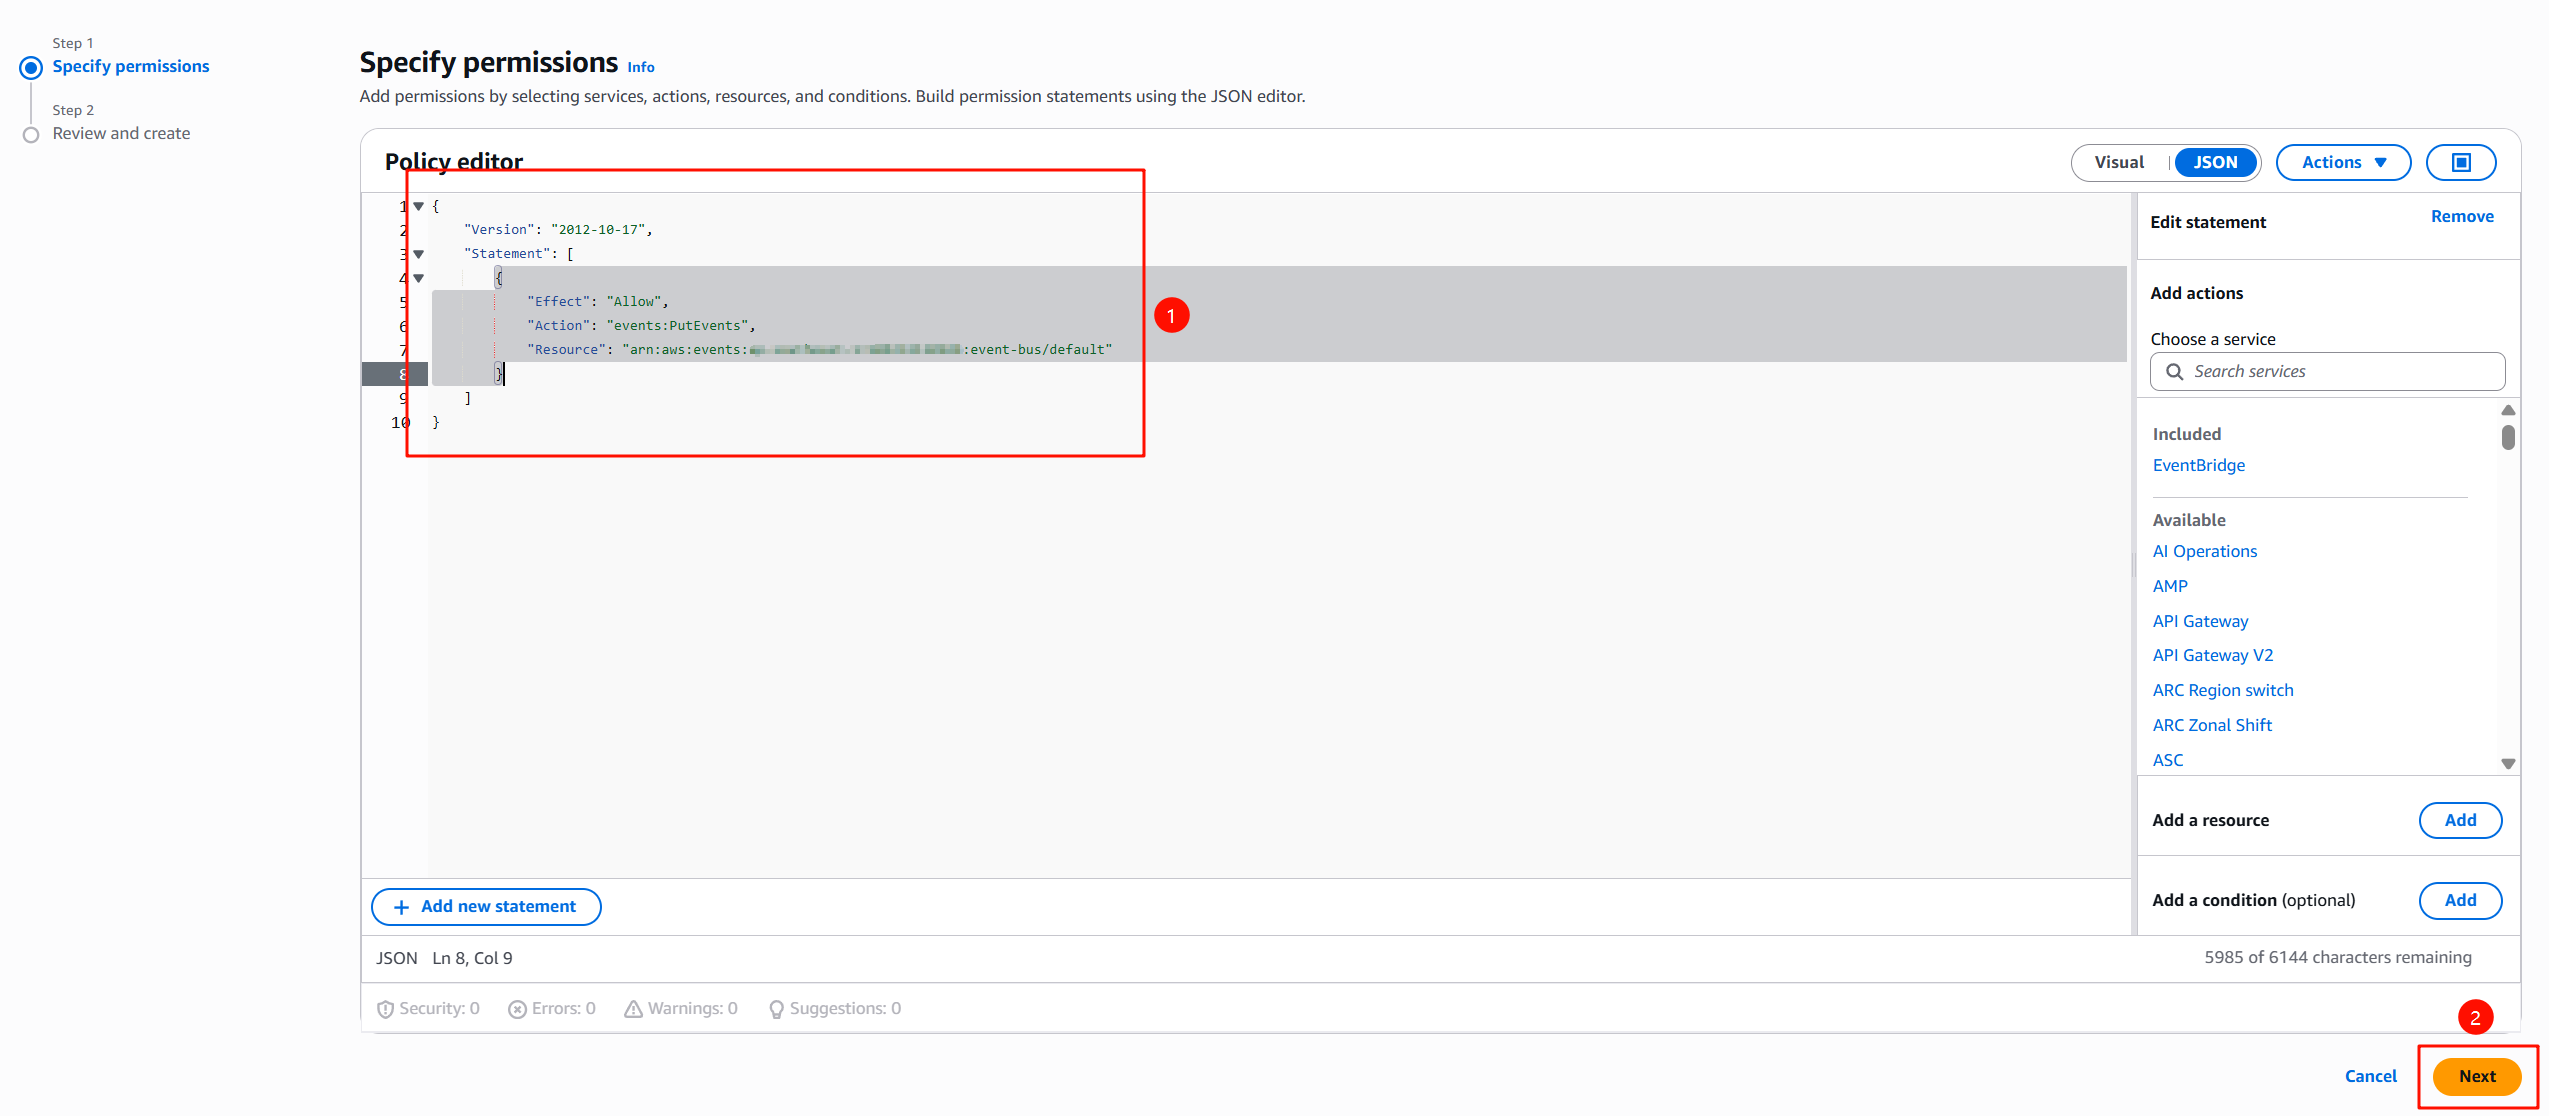 Step 1
Specify permissions
Step 2
Review and create
Specify permissions Info
Add permissions by selecting services, actions, resources, and conditions. Build permission statements using the JSON editor.
Policy editor
Visual JSON Actions
1 {
2 "Version": "2012-10-17",
3 "Statement": [
4 {
5 "Effect": "Allow",
6 "Action": "events:PutEvents",
7 "Resource": "arn:aws:events: :event-bus/default"
8 }
9 ]
10 }
1
Edit statement Remove
Add actions
Choose a service
Search services
Included
EventBridge
Available
AI Operations
AMP
API Gateway
API Gateway V2
ARC Region switch
ARC Zonal Shift
ASC
Add a resource Add
Add a condition (optional) Add
+ Add new statement
JSON Ln 8, Col 9
5985 of 6144 characters remaining
Security: 0 Errors: 0 Warnings: 0 Suggestions: 0
2
Cancel Next